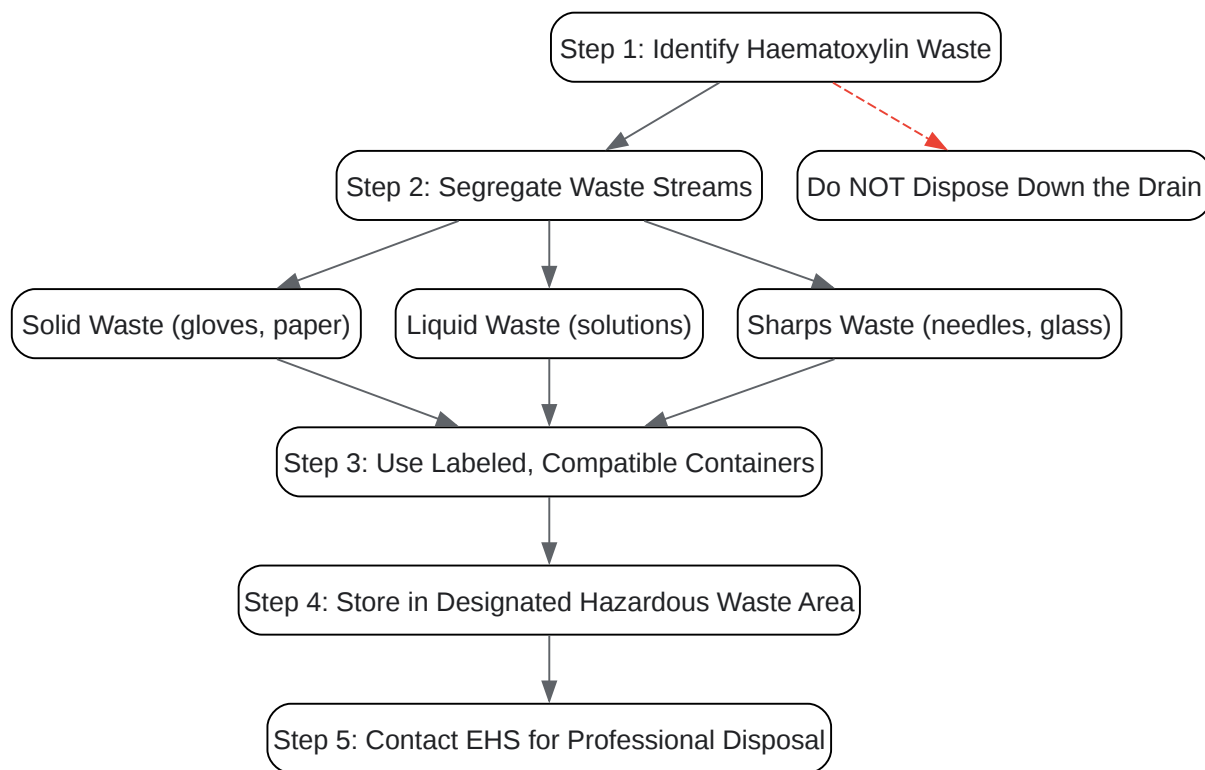 Step 1: Identify Haematoxylin Waste
Step 2: Segregate Waste Streams
Do NOT Dispose Down the Drain
Solid Waste (gloves, paper)
Liquid Waste (solutions)
Sharps Waste (needles, glass)
Step 3: Use Labeled, Compatible Containers
Step 4: Store in Designated Hazardous Waste Area
Step 5: Contact EHS for Professional Disposal